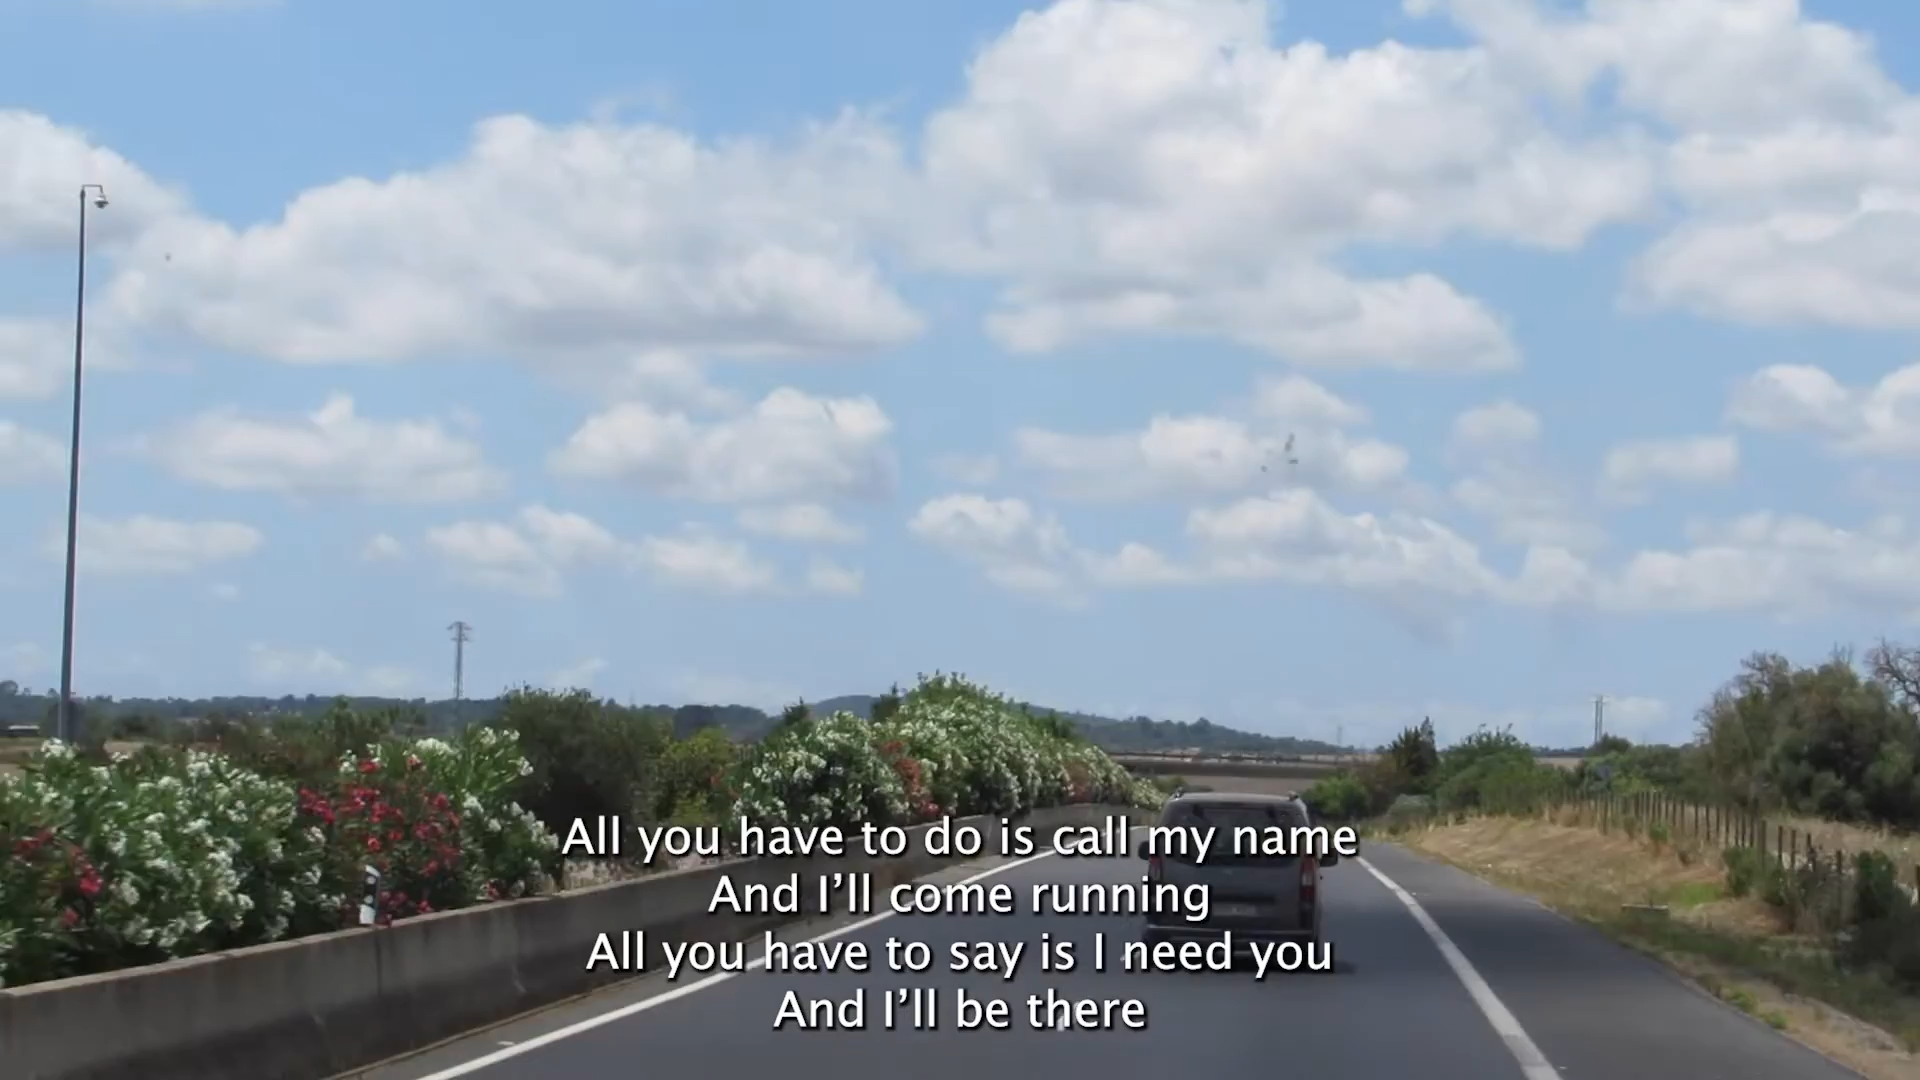 All you have to do is call my name
And I’ll come running
All you have to say is I need you
And I’ll be there